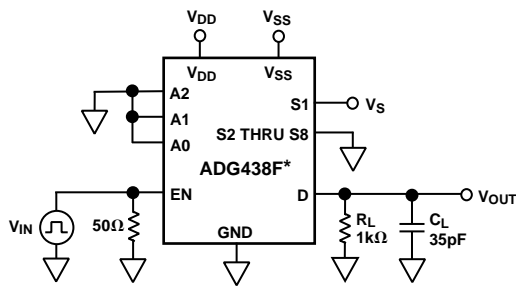 VDD VSS
VDD VSS
A2
A1
A0
S1 VS
S2 THRU S8
ADG438F*
EN D VOUT
VIN 50Ω
GND
RL
1kΩ
CL
35pF